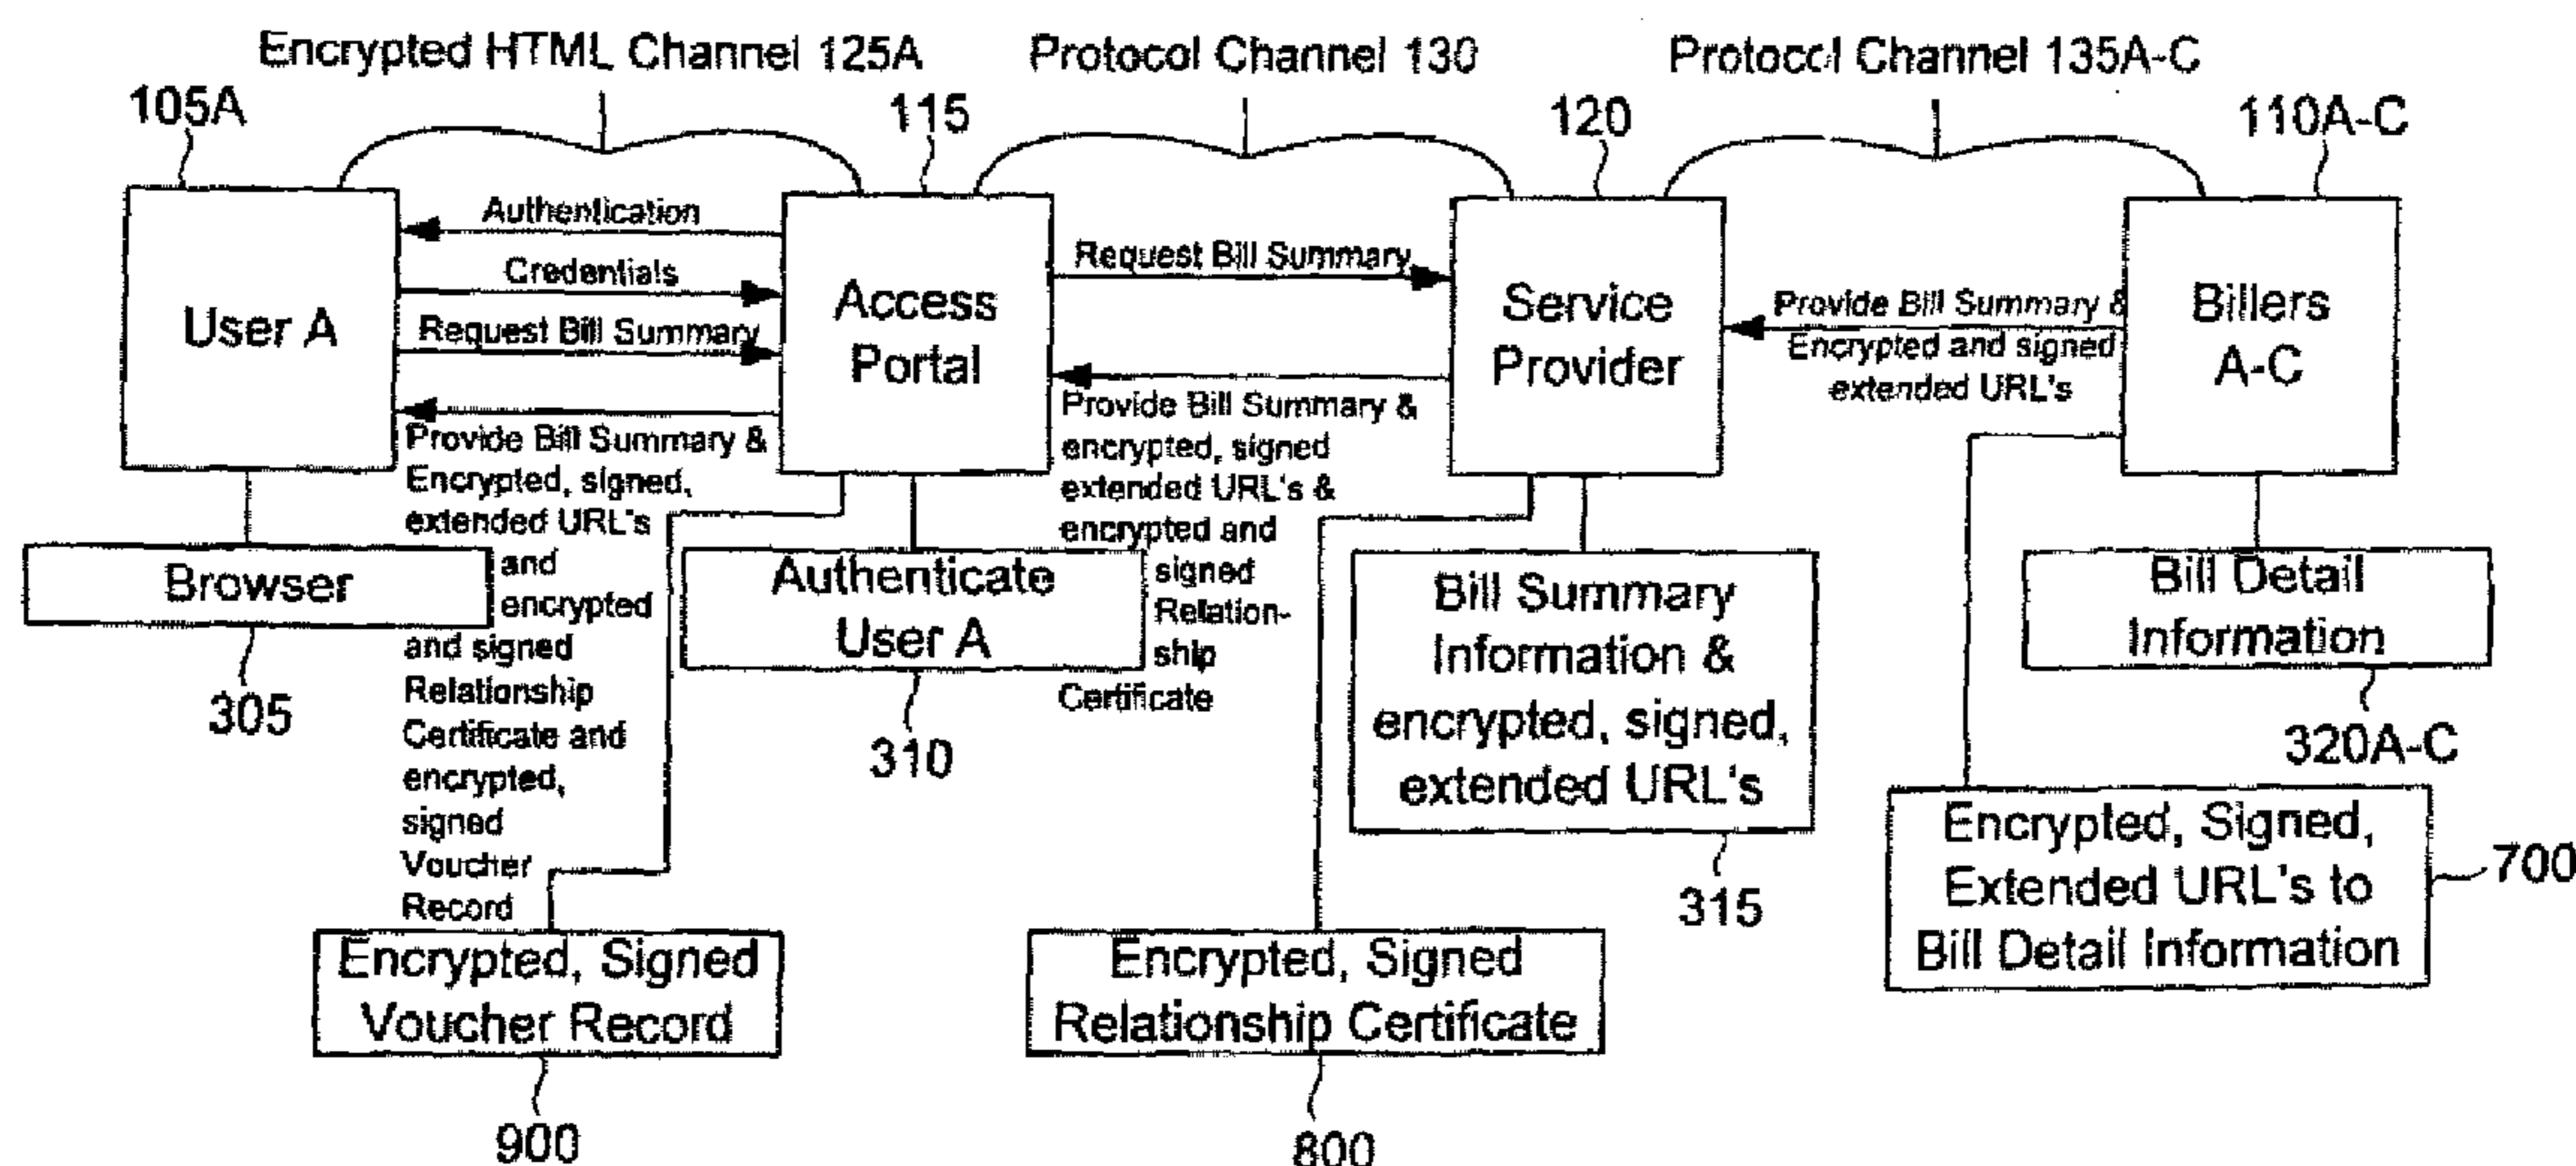 Encrypted HTML Channel 125A
Protocol Channel 130
Protocol Channel 135A-C
105A
115
120
110A-C
User A
Authentication
Credentials
Request Bill Summary
Provide Bill Summary &
Encrypted, signed,
extended URL's
and
encrypted
and signed
Relationship
Certificate and
encrypted,
signed
Voucher
Record
Access
Portal
Request Bill Summary
Provide Bill Summary &
encrypted, signed
extended URL's &
encrypted and
signed
Relation-
ship
Certificate
Service
Provider
Provide Bill Summary &
Encrypted and signed
extended URL's
Billers
A-C
Browser
305
Authenticate
User A
310
Bill Summary
Information &
encrypted, signed,
extended URL's
315
Bill Detail
Information
320A-C
Encrypted, Signed,
Extended URL's to
Bill Detail Information
700
Encrypted, Signed
Voucher Record
900
Encrypted, Signed
Relationship Certificate
800